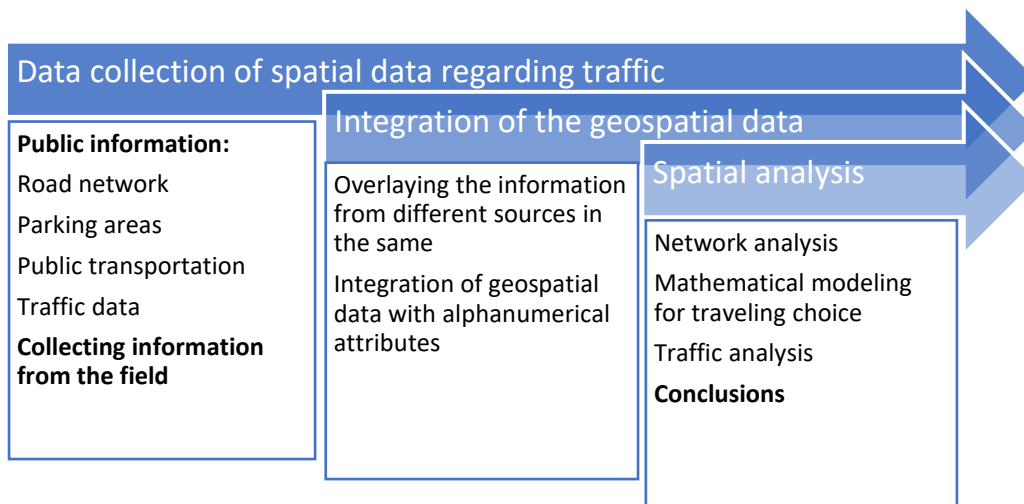 Data collection of spatial data regarding traffic
Public information:
Road network
Parking areas
Public transportation
Traffic data
Collecting information
from the field
Integration of the geospatial data
Overlaying the information
from different sources in
the same
Integration of geospatial
data with alphanumerical
attributes
Spatial analysis
Network analysis
Mathematical modeling
for traveling choice
Traffic analysis
Conclusions